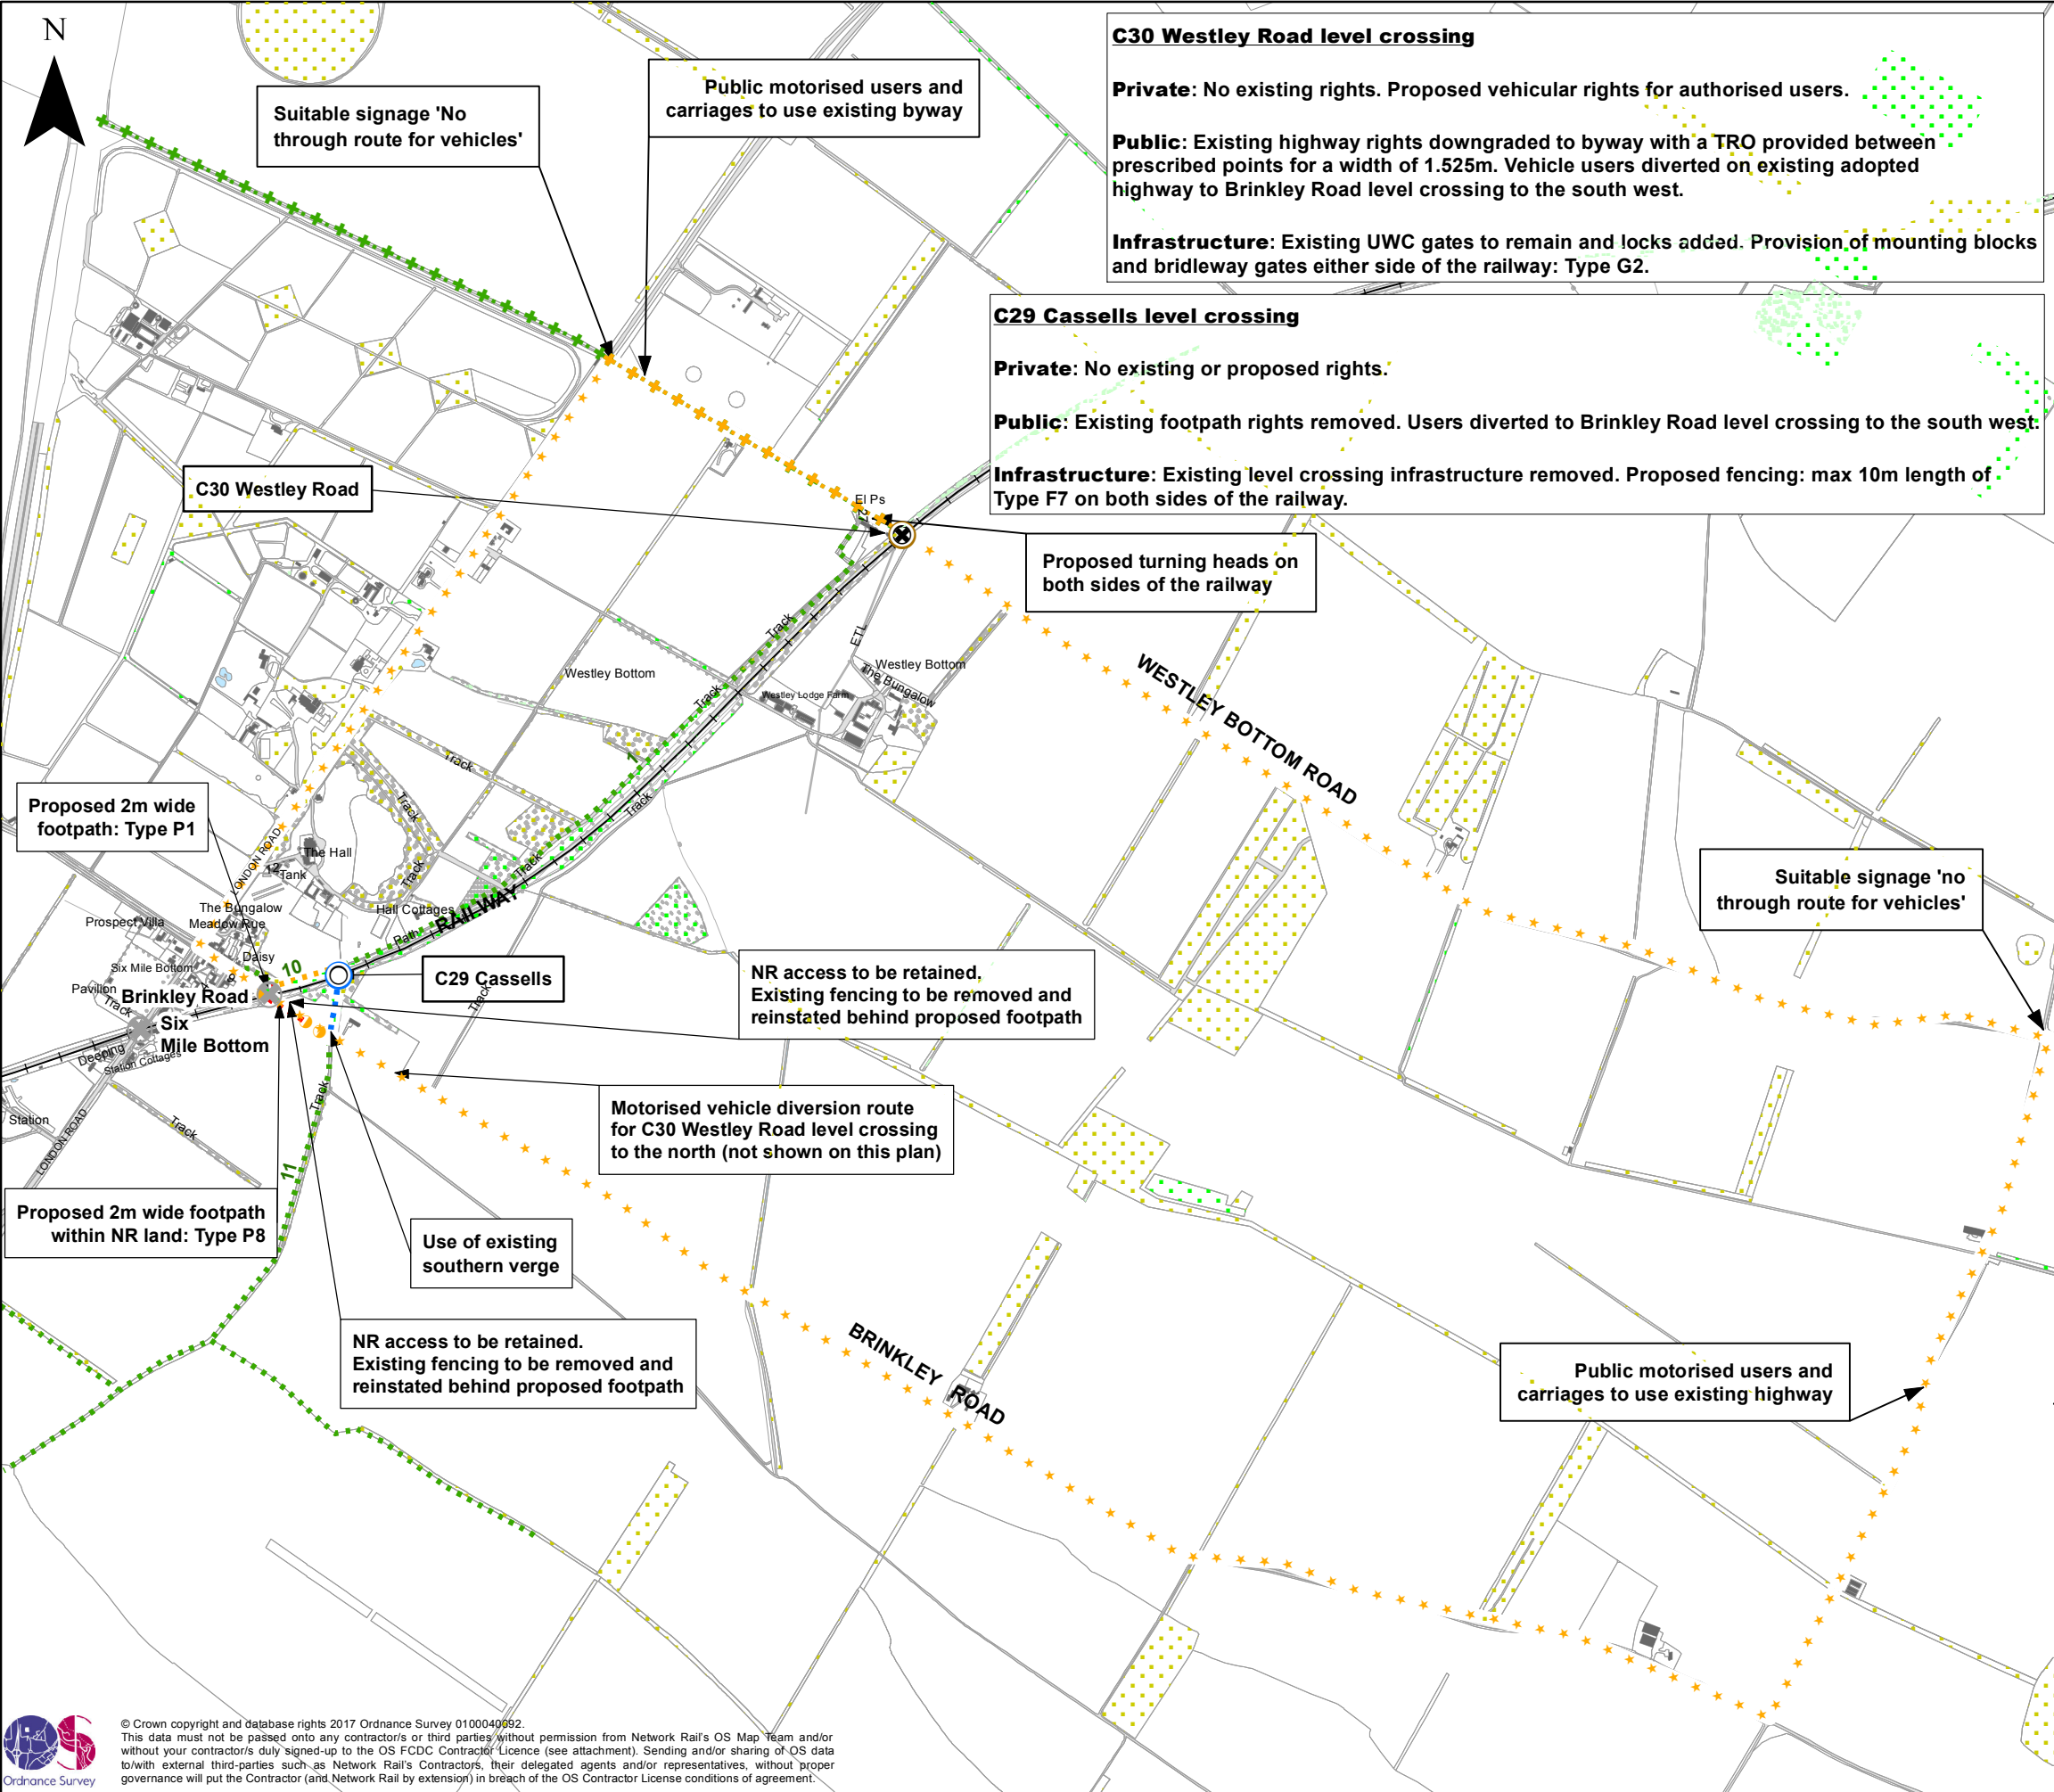 N
C30 Westley Road level crossing
Private: No existing rights. Proposed vehicular rights for authorised users.
Public: Existing highway rights downgraded to byway with a TRO provided between
prescribed points for a width of 1.525m. Vehicle users diverted on existing adopted
highway to Brinkley Road level crossing to the south west.
Infrastructure: Existing UWC gates to remain and locks added. Provision of mounting blocks
and bridleway gates either side of the railway: Type G2.
Suitable signage 'No
through route for vehicles'
Public motorised users and
carriages to use existing byway
C29 Cassells level crossing
Private: No existing or proposed rights.
Public: Existing footpath rights removed. Users diverted to Brinkley Road level crossing to the south west.
Infrastructure: Existing level crossing infrastructure removed. Proposed fencing: max 10m length of
Type F7 on both sides of the railway.
C30 Westley Road
El Ps
Proposed turning heads on
both sides of the railway
Track
ETL
Westley Bottom
Westley Bottom
The Bungalow
Westley Lodge Farm
Track
WESTLEY BOTTOM ROAD
1
Track
Track
Track
Proposed 2m wide
footpath: Type P1
LONDON ROAD
The Hall
12
Tank
Track
Track
Suitable signage 'no
through route for vehicles'
The Bungalow
Hall Cottages
RAILWAY
Path
Prospect Villa
Meadow Rue
Daisy
Six Mile Bottom
10
C29 Cassells
Track
NR access to be retained.
Existing fencing to be removed and
reinstated behind proposed footpath
Pavilion
Track
Brinkley Road
Six
Mile Bottom
Deeping
Station Cottages
Station
LONDON ROAD
Track
Track
Motorised vehicle diversion route
for C30 Westley Road level crossing
to the north (not shown on this plan)
11
Proposed 2m wide footpath
within NR land: Type P8
Use of existing
southern verge
NR access to be retained.
Existing fencing to be removed and
reinstated behind proposed footpath
BRINKLEY ROAD
Public motorised users and
carriages to use existing highway
Ordnance Survey
© Crown copyright and database rights 2017 Ordnance Survey 0100040692.
This data must not be passed onto any contractor/s or third parties without permission from Network Rail's OS Map Team and/or
without your contractor/s duly signed-up to the OS FCDC Contractor Licence (see attachment). Sending and/or sharing of OS data
to/with external third-parties such as Network Rail's Contractors, their delegated agents and/or representatives, without proper
governance will put the Contractor (and Network Rail by extension) in breach of the OS Contractor License conditions of agreement.